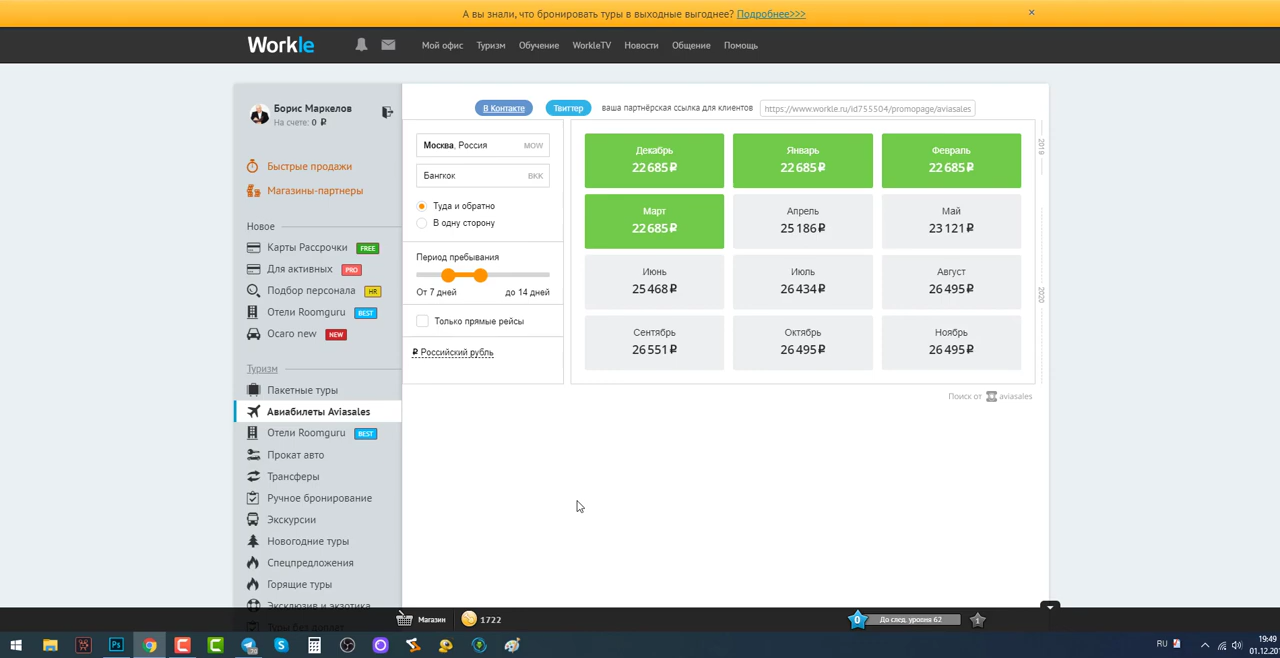 А вы знали, что бронировать туры в выходные выгоднее? Подробнее>>>
Workle
Мой офис Туризм Обучение WorkleTV Новости Общение Помощь
Борис Маркелов
На счете: 0 ₽
Быстрые продажи
Магазины-партнеры
Новое
Карты Рассрочки FREE
Для активных PRO
Подбор персонала HR
Отели Roomguru BEST
Осаго new NEW
Туризм
Пакетные туры
Авиабилеты Aviasales
Отели Roomguru BEST
Прокат авто
Трансферы
Ручное бронирование
Экскурсии
Новогодние туры
Спецпредложения
Горящие туры
Эксклюзив и экзотика
В Контакте Твиттер ваша партнёрская ссылка для клиентов https://www.workle.ru/id755504/promopage/aviasales
Москва, Россия MOW
Бангкок BKK
Туда и обратно
В одну сторону
Период пребывания
От 7 дней до 14 дней
Только прямые рейсы
₽ Российский рубль
Декабрь Январь Февраль
22 685₽ 22 685₽ 22 685₽
Март Апрель Май
22 685₽ 25 186₽ 23 121₽
Июнь Июль Август
25 468₽ 26 434₽ 26 495₽
Сентябрь Октябрь Ноябрь
26 551₽ 26 495₽ 26 495₽
2019
2020
Поиск от aviasales
Магазин 1722
0 До след. уровня 62 1
Ps
RU 19:49